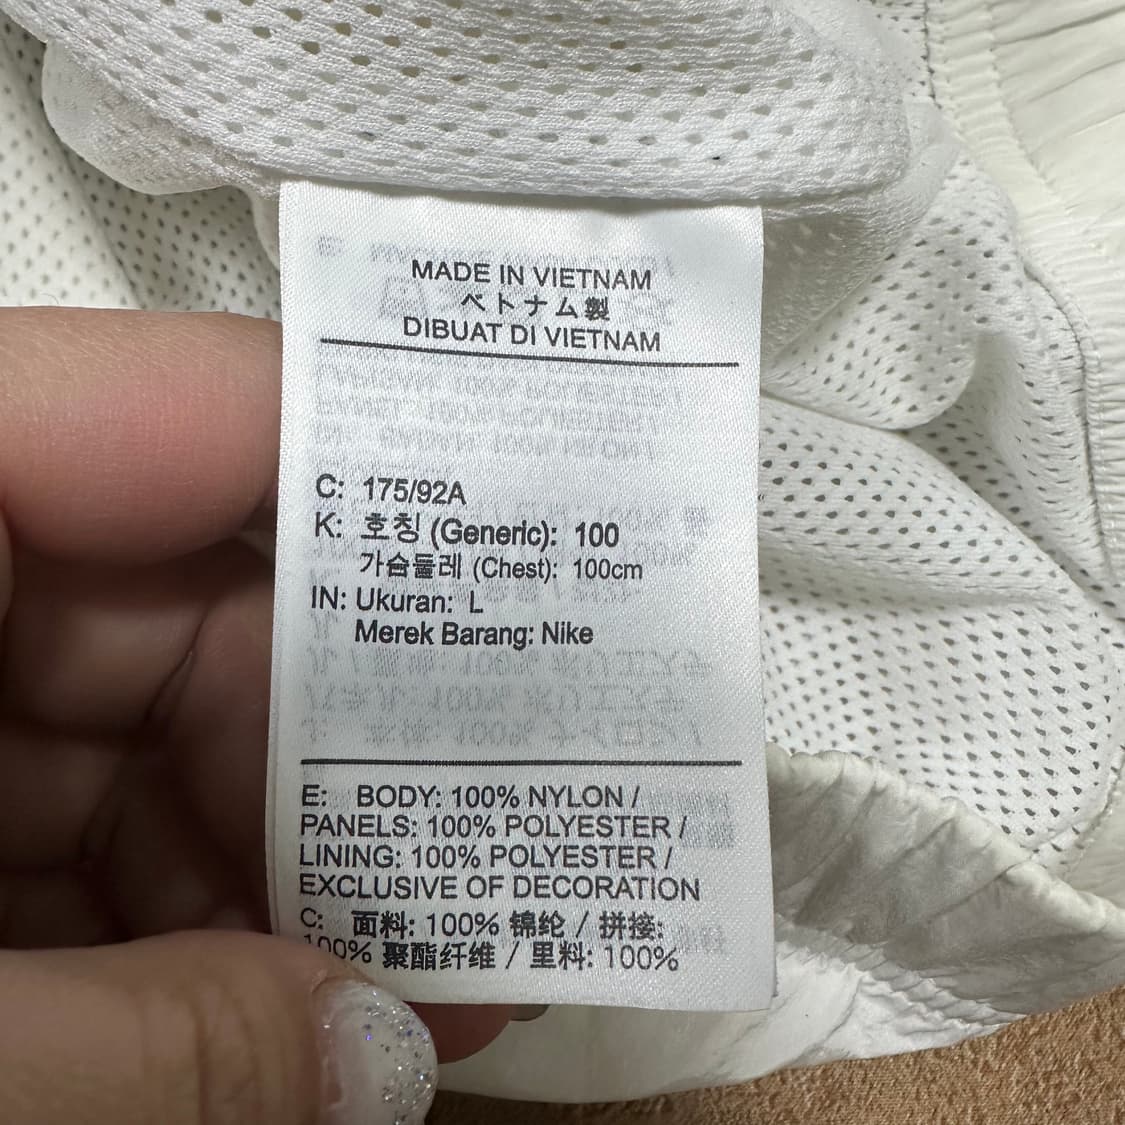 MADE IN VIETNAM
ベトナム製
DIBUAT DI VIETNAM
C: 175/92A
K: 호칭 (Generic): 100
가슴둘레 (Chest): 100cm
IN: Ukuran: L
Merek Barang: Nike
E: BODY: 100% NYLON /
PANELS: 100% POLYESTER /
LINING: 100% POLYESTER /
EXCLUSIVE OF DECORATION
C: 面料: 100% 锦纶 / 拼接:
100% 聚酯纤维 / 里料: 100%